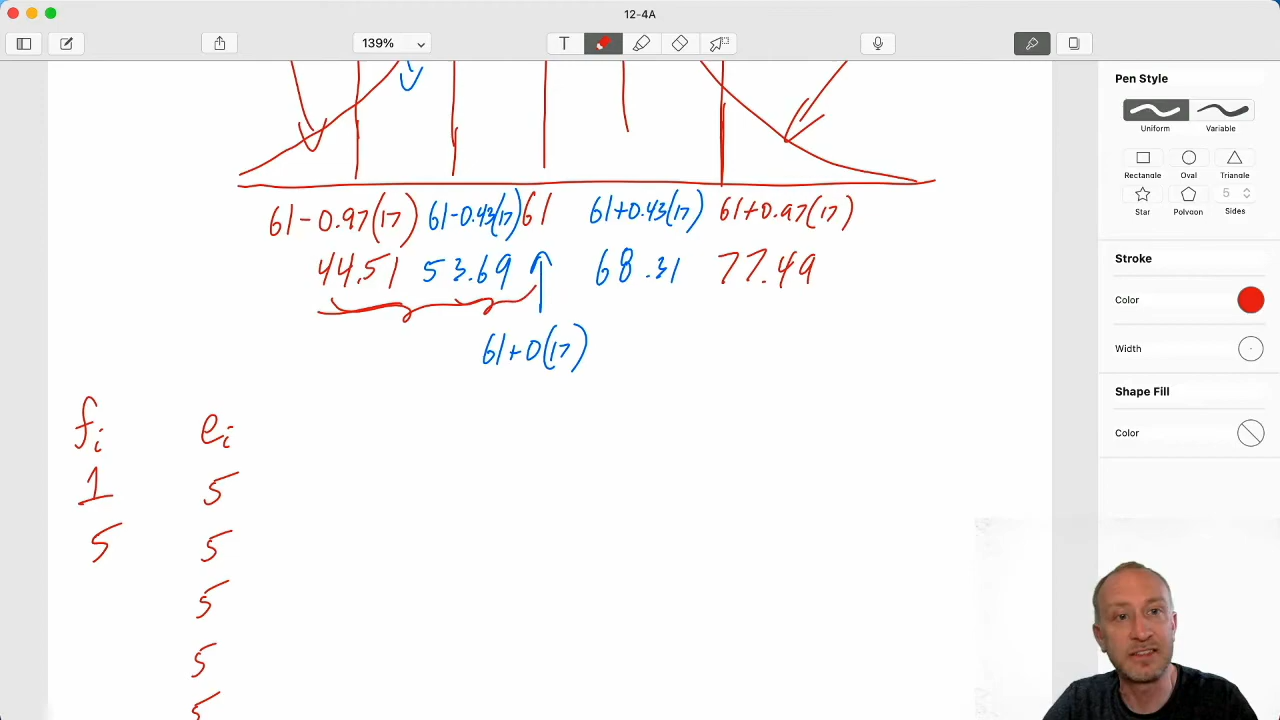 12-4A
139%
T
Pen Style
Uniform
Variable
Rectangle
Oval
Triangle
Star
Polygon
5
Sides
Stroke
Color
Width
Shape Fill
Color
61-0.97(17) 61-0.43(17) 61 61+0.43(17) 61+0.97(17)
44.51 53.69 68.31 77.49
61+0(17)
fi ei
1 5
5 5
5
5
5